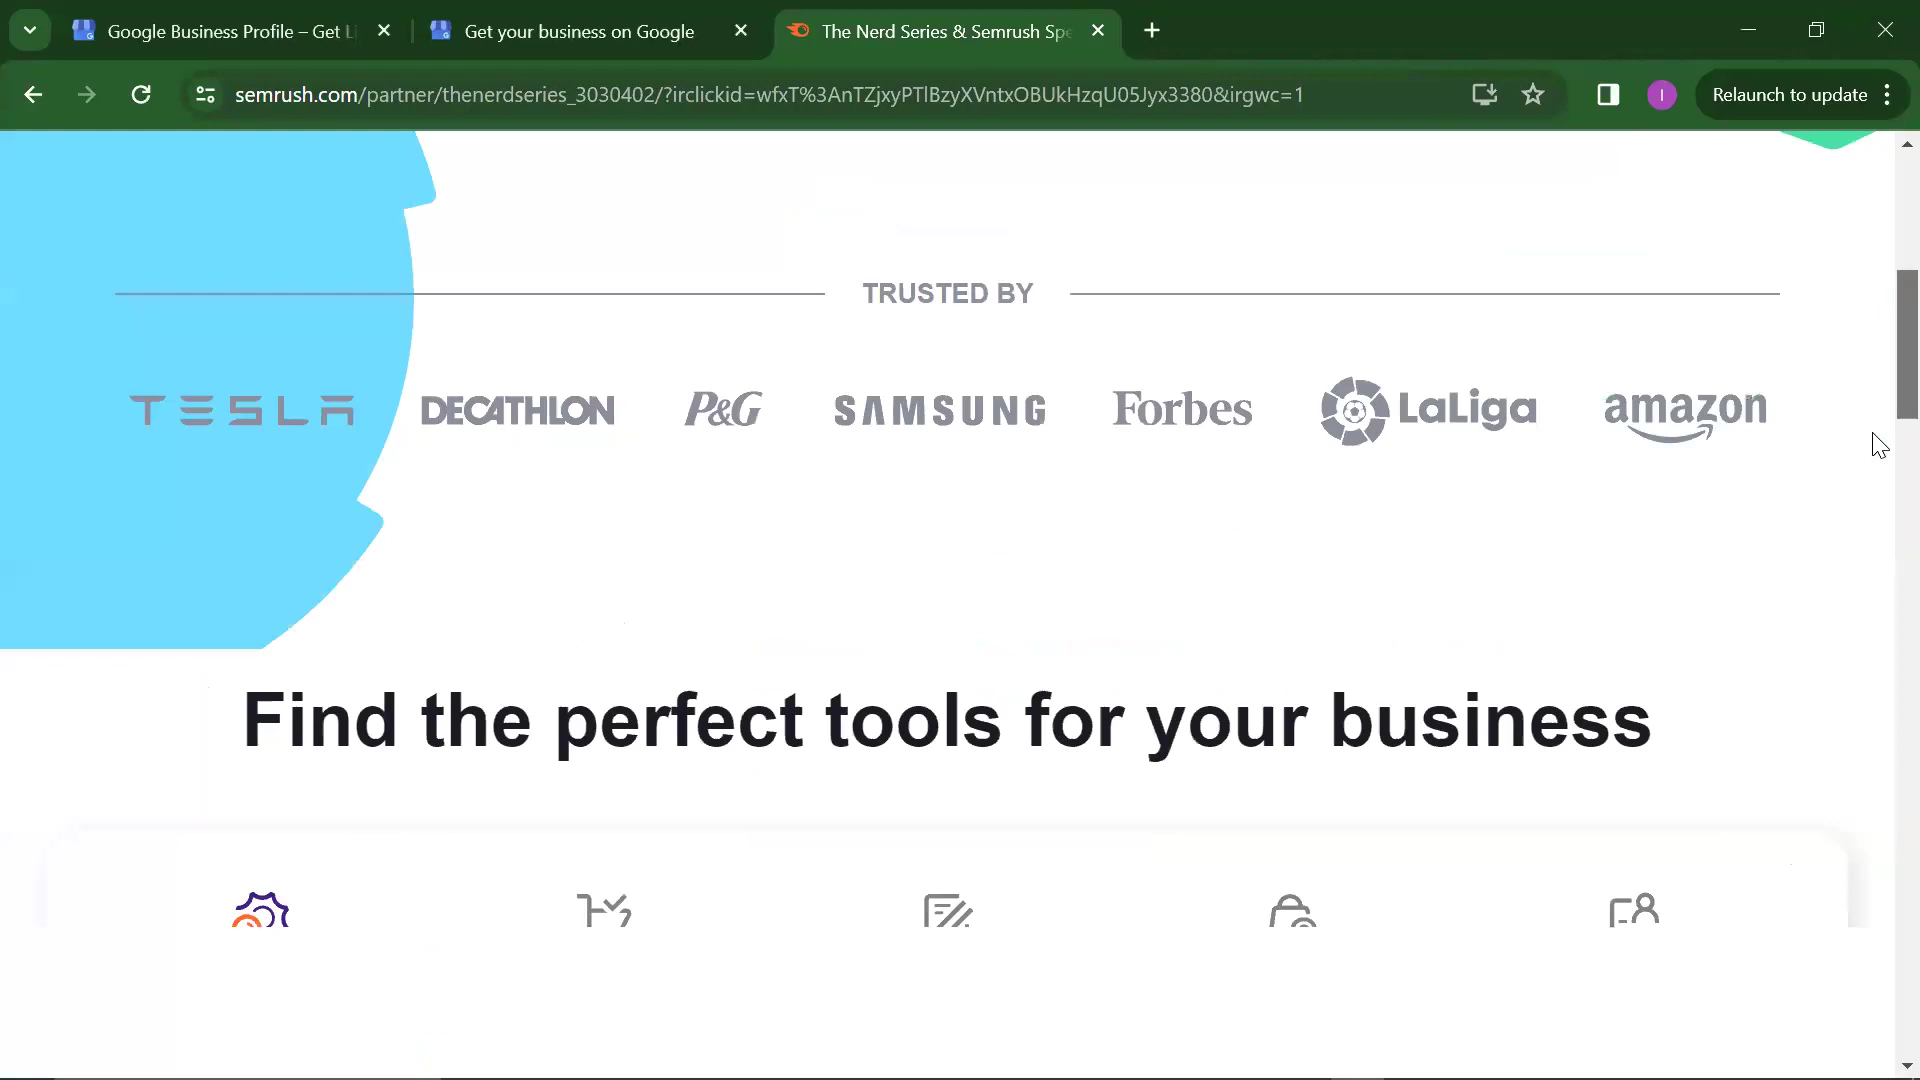 Google Business Profile – Get Li
Get your business on Google
The Nerd Series & Semrush Spe
semrush.com/partner/thenerdseries_3030402/?irclickid=wfxT%3AnTZjxyPTlBzyXVntxOBUkHzqU05Jyx3380&irgwc=1
I
Relaunch to update
TRUSTED BY
TESLA DECATHLON P&G SAMSUNG Forbes LaLiga amazon
Find the perfect tools for your business